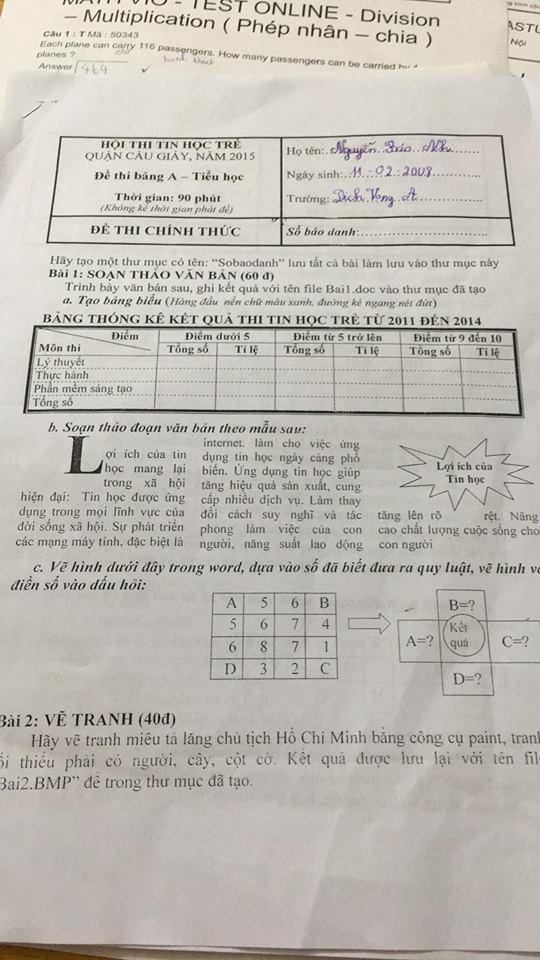 MATH VIO - TEST ONLINE - Division
– Multiplication ( Phép nhân – chia )
Câu 1 : T Mã : 50343
Each plane can carry 116 passengers. How many passengers can be carried
planes ?
hành khách
Answer 464
ASTU
Nội
HỘI THI TIN HỌC TRẺ
QUẬN CẦU GIẤY, NĂM 2015
Đề thi bảng A – Tiểu học
Thời gian: 90 phút
(Không kể thời gian phát đề)
Họ tên: Nguyễn Bảo
Ngày sinh: 11-02-2008
Trường: Dịch Vọng A
ĐỀ THI CHÍNH THỨC
Số báo danh:
Hãy tạo một thư mục có tên: “Sobaodanh” lưu tất cả bài làm lưu vào thư mục này
Bài 1: SOẠN THẢO VĂN BẢN (60 đ)
Trình bày văn bản sau, ghi kết quả với tên file Bai1.doc vào thư mục đã tạo
a. Tạo bảng biểu (Hàng đầu nền chữ màu xanh, đường kẻ ngang nét đứt)
BẢNG THỐNG KÊ KẾT QUẢ THI TIN HỌC TRẺ TỪ 2011 ĐẾN 2014
Điểm Điểm dưới 5 Điểm từ 5 trở lên Điểm từ 9 đến 10
Môn thi Tổng số Tỉ lệ Tổng số Tỉ lệ Tổng số Tỉ lệ
Lý thuyết
Thực hành
Phần mềm sáng tạo
Tổng số
b. Soạn thảo đoạn văn bản theo mẫu sau:
Lợi ích của tin
học mang lại
trong xã hội
hiện đại: Tin học được ứng
dụng trong mọi lĩnh vực của
đời sống xã hội. Sự phát triển
các mạng máy tính, đặc biệt là
internet. làm cho việc ứng
dụng tin học ngày càng phổ
biến. Ứng dụng tin học giúp
tăng hiệu quả sản xuất, cung
cấp nhiều dịch vụ. Làm thay
đổi cách suy nghĩ và tác
phong làm việc của con
người, năng suất lao động
Lợi ích của
Tin học
tăng lên rõ rệt. Nâng
cao chất lượng cuộc sống cho
con người
c. Vẽ hình dưới đây trong word, dựa vào số đã biết đưa ra quy luật, vẽ hình và
điền số vào dấu hỏi:
A 5 6 B
5 6 7 4
6 8 7 1
D 3 2 C
B=?
A=? Kết quả C=?
D=?
Bài 2: VẼ TRANH (40đ)
Hãy vẽ tranh miêu tả lăng chủ tịch Hồ Chí Minh bằng công cụ paint, tranh
ối thiểu phải có người, cây, cột cờ. Kết quả được lưu lại với tên file
Bai2.BMP” để trong thư mục đã tạo.